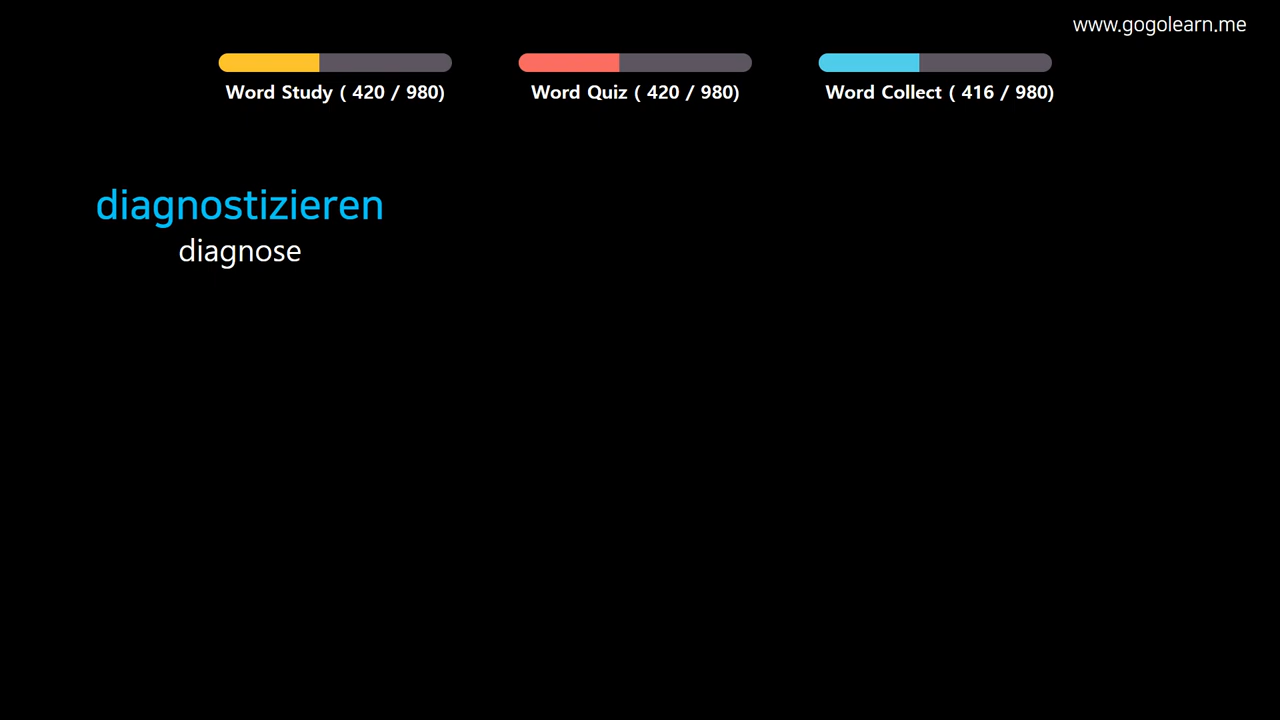 www.gogolearn.me
Word Study ( 420 / 980)
Word Quiz ( 420 / 980)
Word Collect ( 416 / 980)
diagnostizieren
diagnose